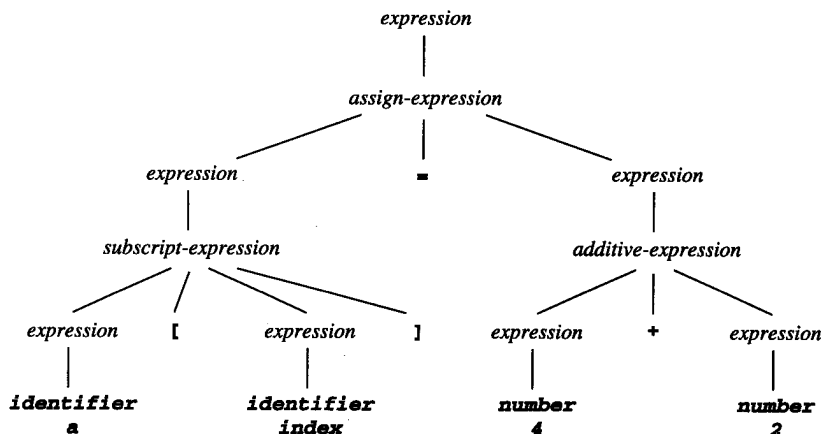 expression
assign-expression
expression = expression
subscript-expression additive-expression
expression [ expression ] expression + expression
identifier identifier number number
a index 4 2